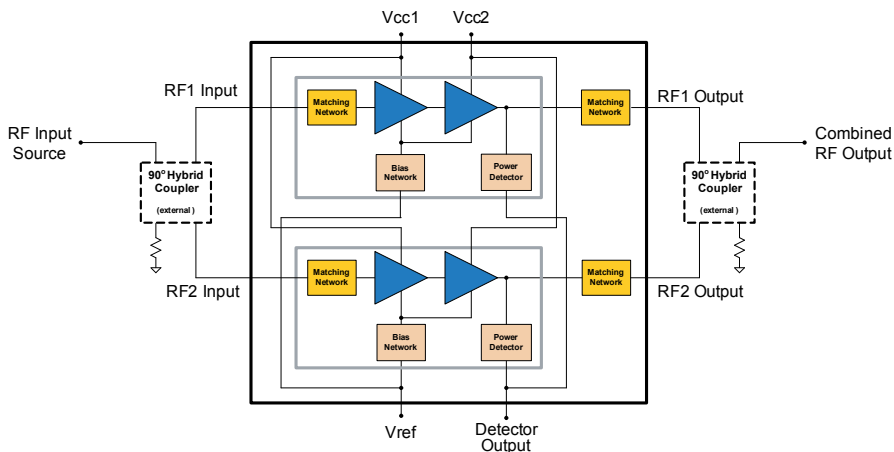 Vcc1
Vcc2
RF1 Input
Matching
Network
Matching
Network
RF1 Output
RF Input
Source
Combined
RF Output
90° Hybrid
Coupler
(external )
Bias
Network
Power
Detector
90° Hybrid
Coupler
(external )
RF2 Input
Matching
Network
Matching
Network
RF2 Output
Bias
Network
Power
Detector
Vref
Detector
Output